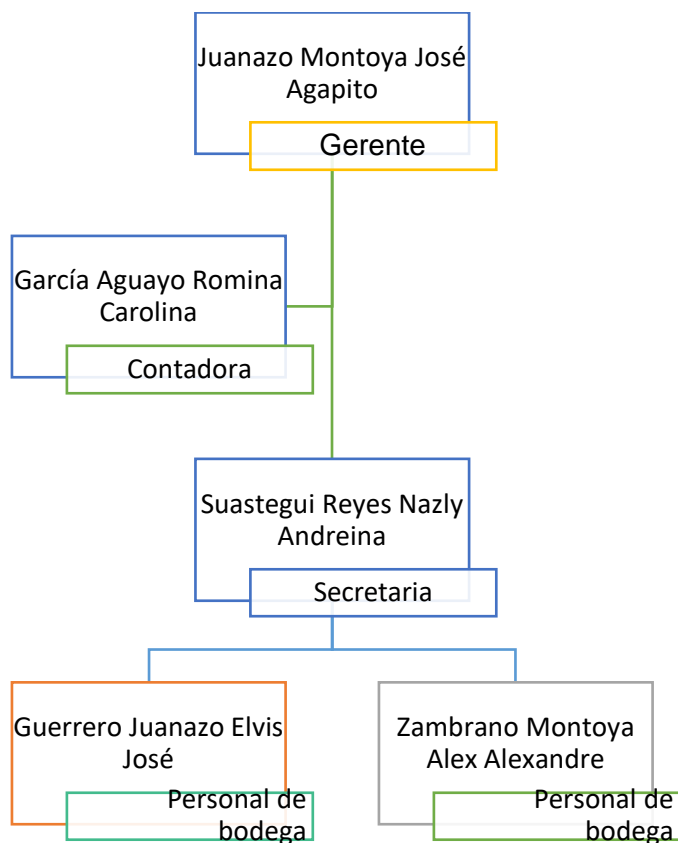 Juanazo Montoya José
Agapito
Gerente
García Aguayo Romina
Carolina
Contadora
Suastegui Reyes Nazly
Andreina
Secretaria
Guerrero Juanazo Elvis
José
Personal de
bodega
Zambrano Montoya
Alex Alexandre
Personal de
bodega